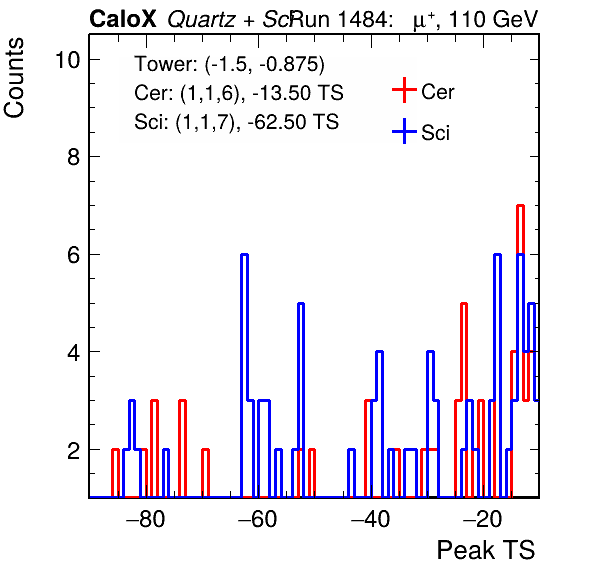 CaloX Quartz + Sci Run 1484: μ⁺, 110 GeV
Counts
Tower: (-1.5, -0.875)
Cer: (1,1,6), -13.50 TS
Sci: (1,1,7), -62.50 TS
Cer
Sci
10
8
6
4
2
−80 −60 −40 −20
Peak TS